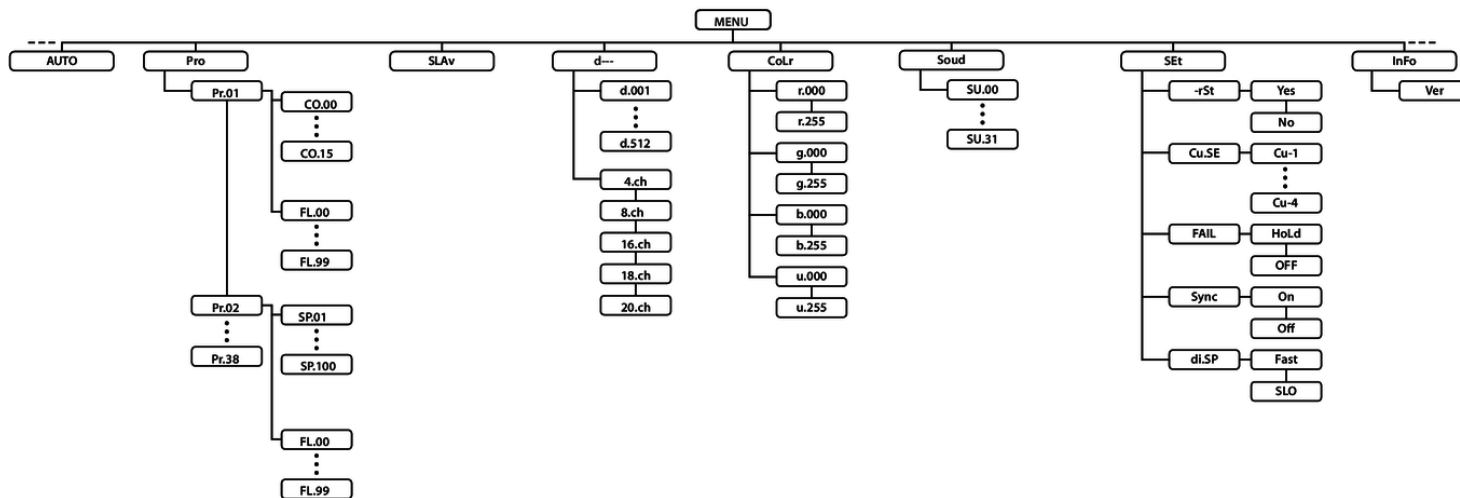 MENU
AUTO
Pro
SLAv
d---
CoLr
Soud
SEt
InFo
Pr.01
CO.00
CO.15
FL.00
FL.99
Pr.02
Pr.38
SP.01
SP.100
FL.00
FL.99
d.001
d.512
4.ch
8.ch
16.ch
18.ch
20.ch
r.000
r.255
g.000
g.255
b.000
b.255
u.000
u.255
SU.00
SU.31
-rSt
Yes
No
Cu.SE
Cu-1
Cu-4
FAIL
HoLd
OFF
Sync
On
Off
di.SP
Fast
SLO
Ver